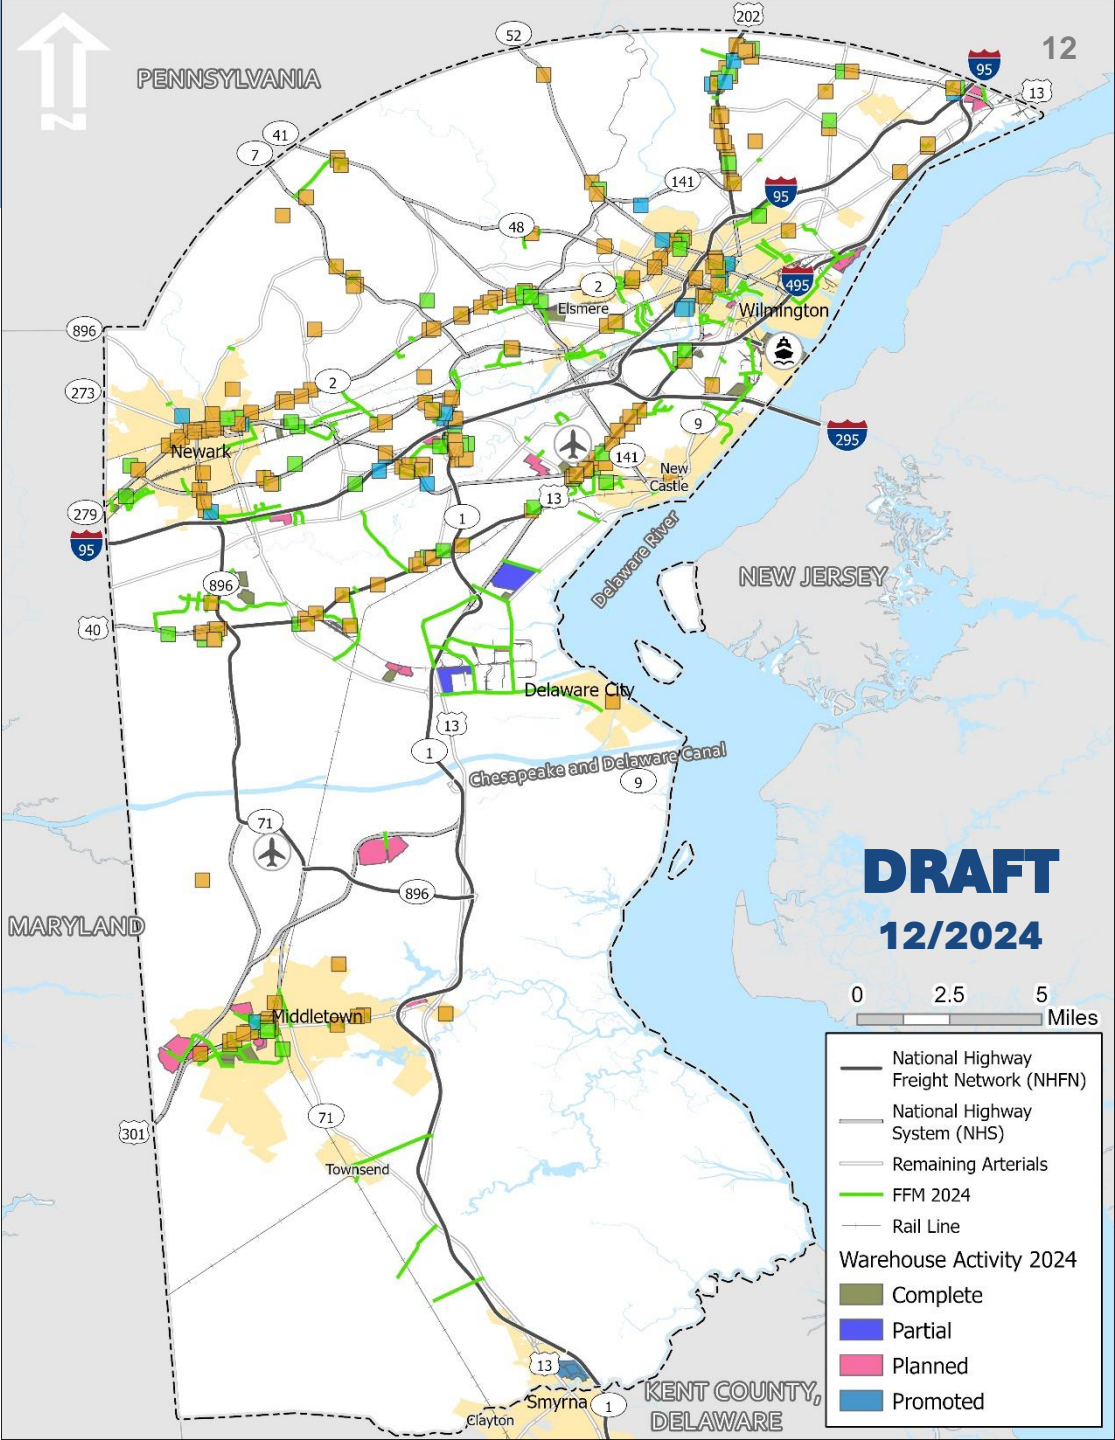 202
52
12
95
PENNSYLVANIA
13
41
7
141
95
48
2
495
Elsmere
Wilmington
896
273
2
9
295
Newark
141
New
Castle
13
279
1
95
Delaware River
NEW JERSEY
896
40
Delaware City
13
1
Chesapeake and Delaware Canal
9
71
896
DRAFT
12/2024
MARYLAND
0 2.5 5
Miles
Middletown
National Highway
Freight Network (NHFN)
National Highway
System (NHS)
71
301
Remaining Arterials
Townsend
FFM 2024
Rail Line
Warehouse Activity 2024
Complete
Partial
Planned
Promoted
13
Smyrna
1
KENT COUNTY,
DELAWARE
Clayton
N